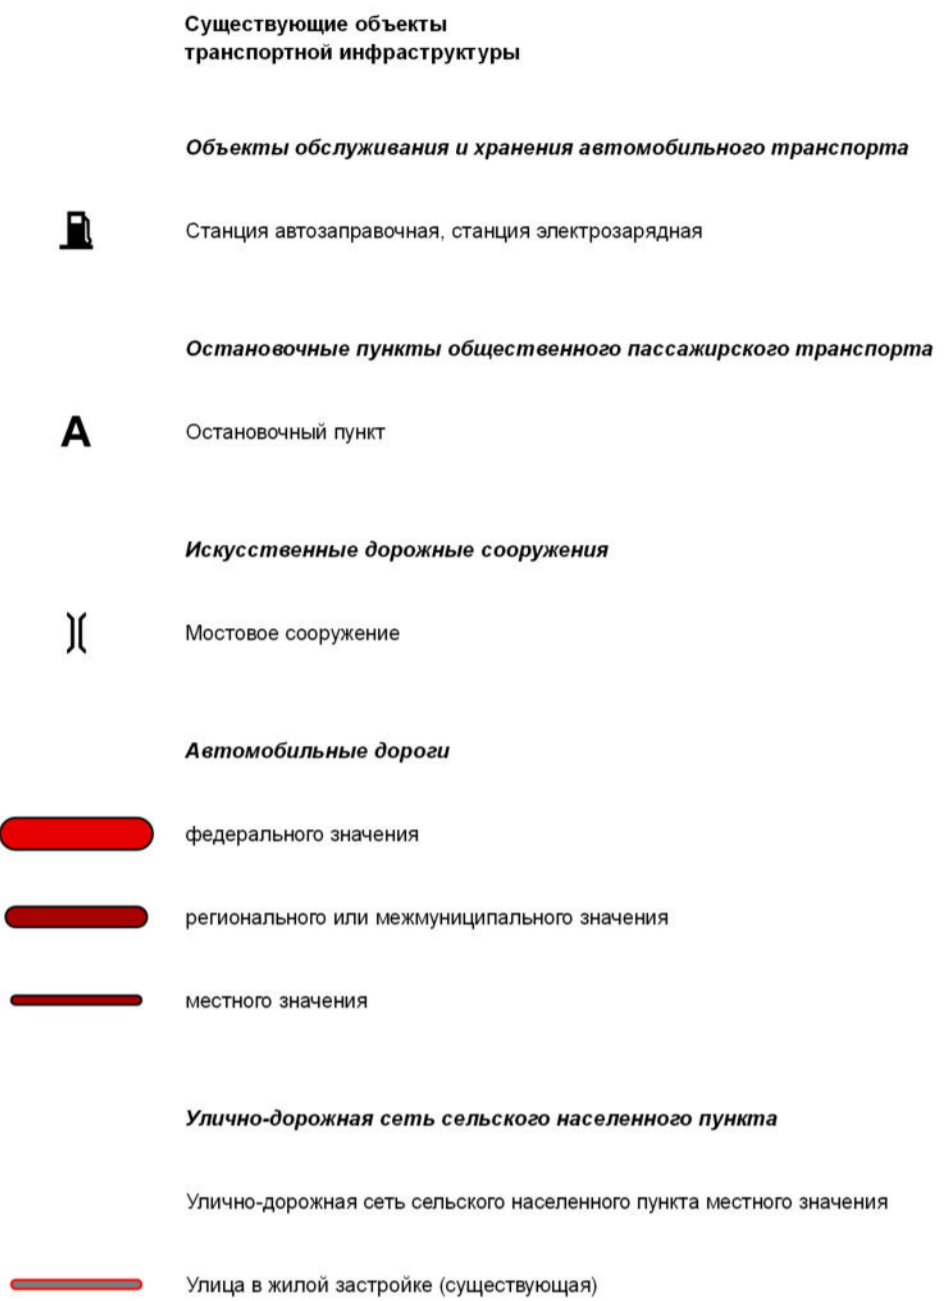 Существующие объекты
транспортной инфраструктуры
Объекты обслуживания и хранения автомобильного транспорта
Станция автозаправочная, станция электрозарядная
Остановочные пункты общественного пассажирского транспорта
А Остановочный пункт
Искусственные дорожные сооружения
Мостовое сооружение
Автомобильные дороги
федерального значения
регионального или межмуниципального значения
местного значения
Улично-дорожная сеть сельского населенного пункта
Улично-дорожная сеть сельского населенного пункта местного значения
Улица в жилой застройке (существующая)